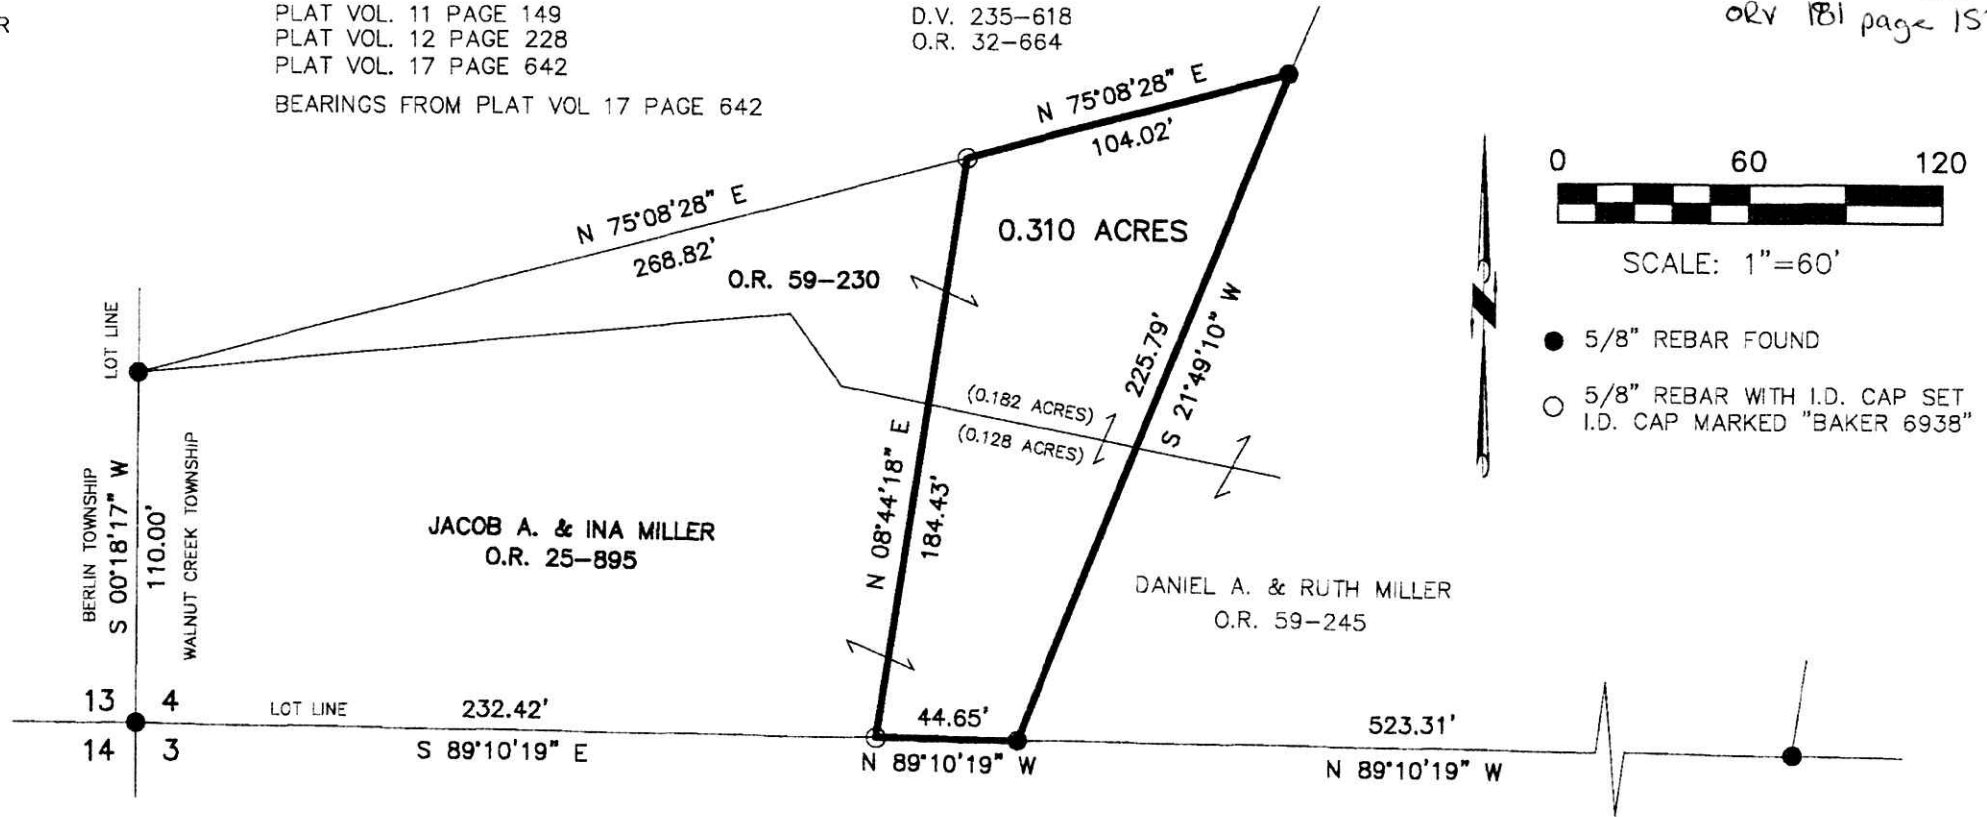 R
PLAT VOL. 11 PAGE 149
PLAT VOL. 12 PAGE 228
PLAT VOL. 17 PAGE 642
BEARINGS FROM PLAT VOL 17 PAGE 642
D.V. 235-618
O.R. 32-664
ORV 181 page
N 75°08'28" E
104.02'
N 75°08'28" E
268.82'
O.R. 59-230
0.310 ACRES
0 60 120
SCALE: 1"=60'
5/8" REBAR FOUND
5/8" REBAR WITH I.D. CAP SET
I.D. CAP MARKED "BAKER 6938"
LOT LINE
225.79'
S 21°49'10" W
(0.182 ACRES)
(0.128 ACRES)
N 08°44'18" E
184.43'
BERLIN TOWNSHIP
S 00°18'17" W
110.00'
WALNUT CREEK TOWNSHIP
JACOB A. & INA MILLER
O.R. 25-895
DANIEL A. & RUTH MILLER
O.R. 59-245
13 4
14 3
LOT LINE
232.42'
S 89°10'19" E
44.65'
N 89°10'19" W
523.31'
N 89°10'19" W